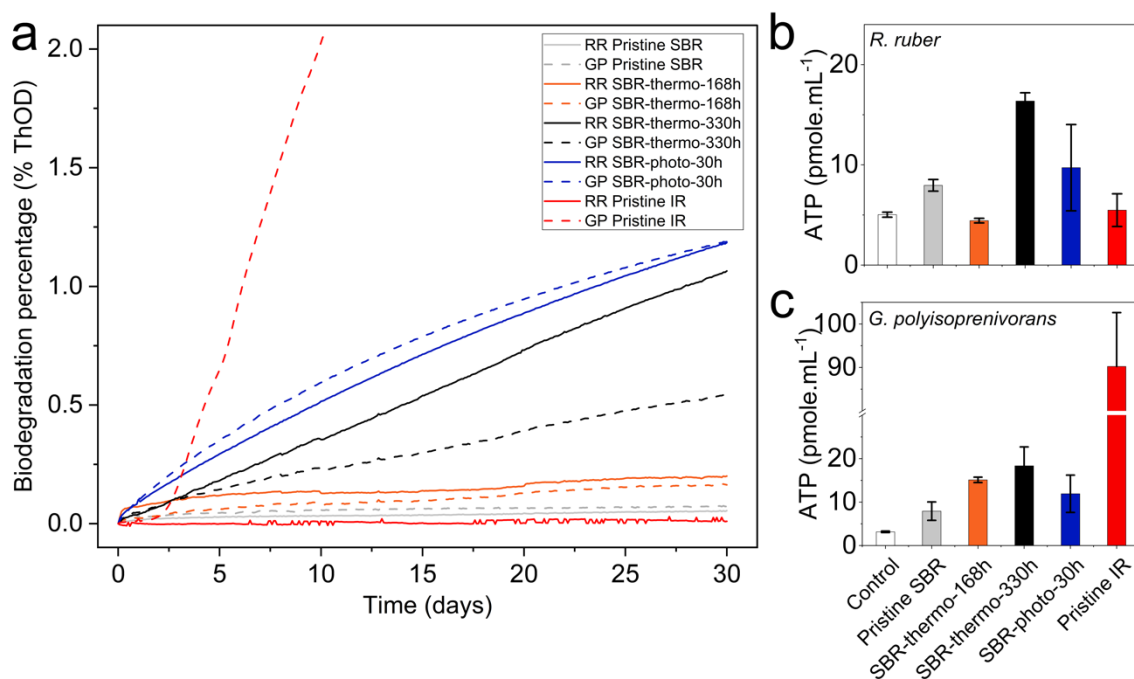 a
Biodegradation percentage (% ThOD)
2.0
1.5
1.0
0.5
0.0
0
5
10
15
20
25
30
Time (days)
RR Pristine SBR
GP Pristine SBR
RR SBR-thermo-168h
GP SBR-thermo-168h
RR SBR-thermo-330h
GP SBR-thermo-330h
RR SBR-photo-30h
GP SBR-photo-30h
RR Pristine IR
GP Pristine IR
b
R. ruber
ATP (pmole.mL⁻¹)
20
10
0
c
G. polyisoprenivorans
ATP (pmole.mL⁻¹)
100
90
20
10
0
Control
Pristine SBR
SBR-thermo-168h
SBR-thermo-330h
SBR-photo-30h
Pristine IR